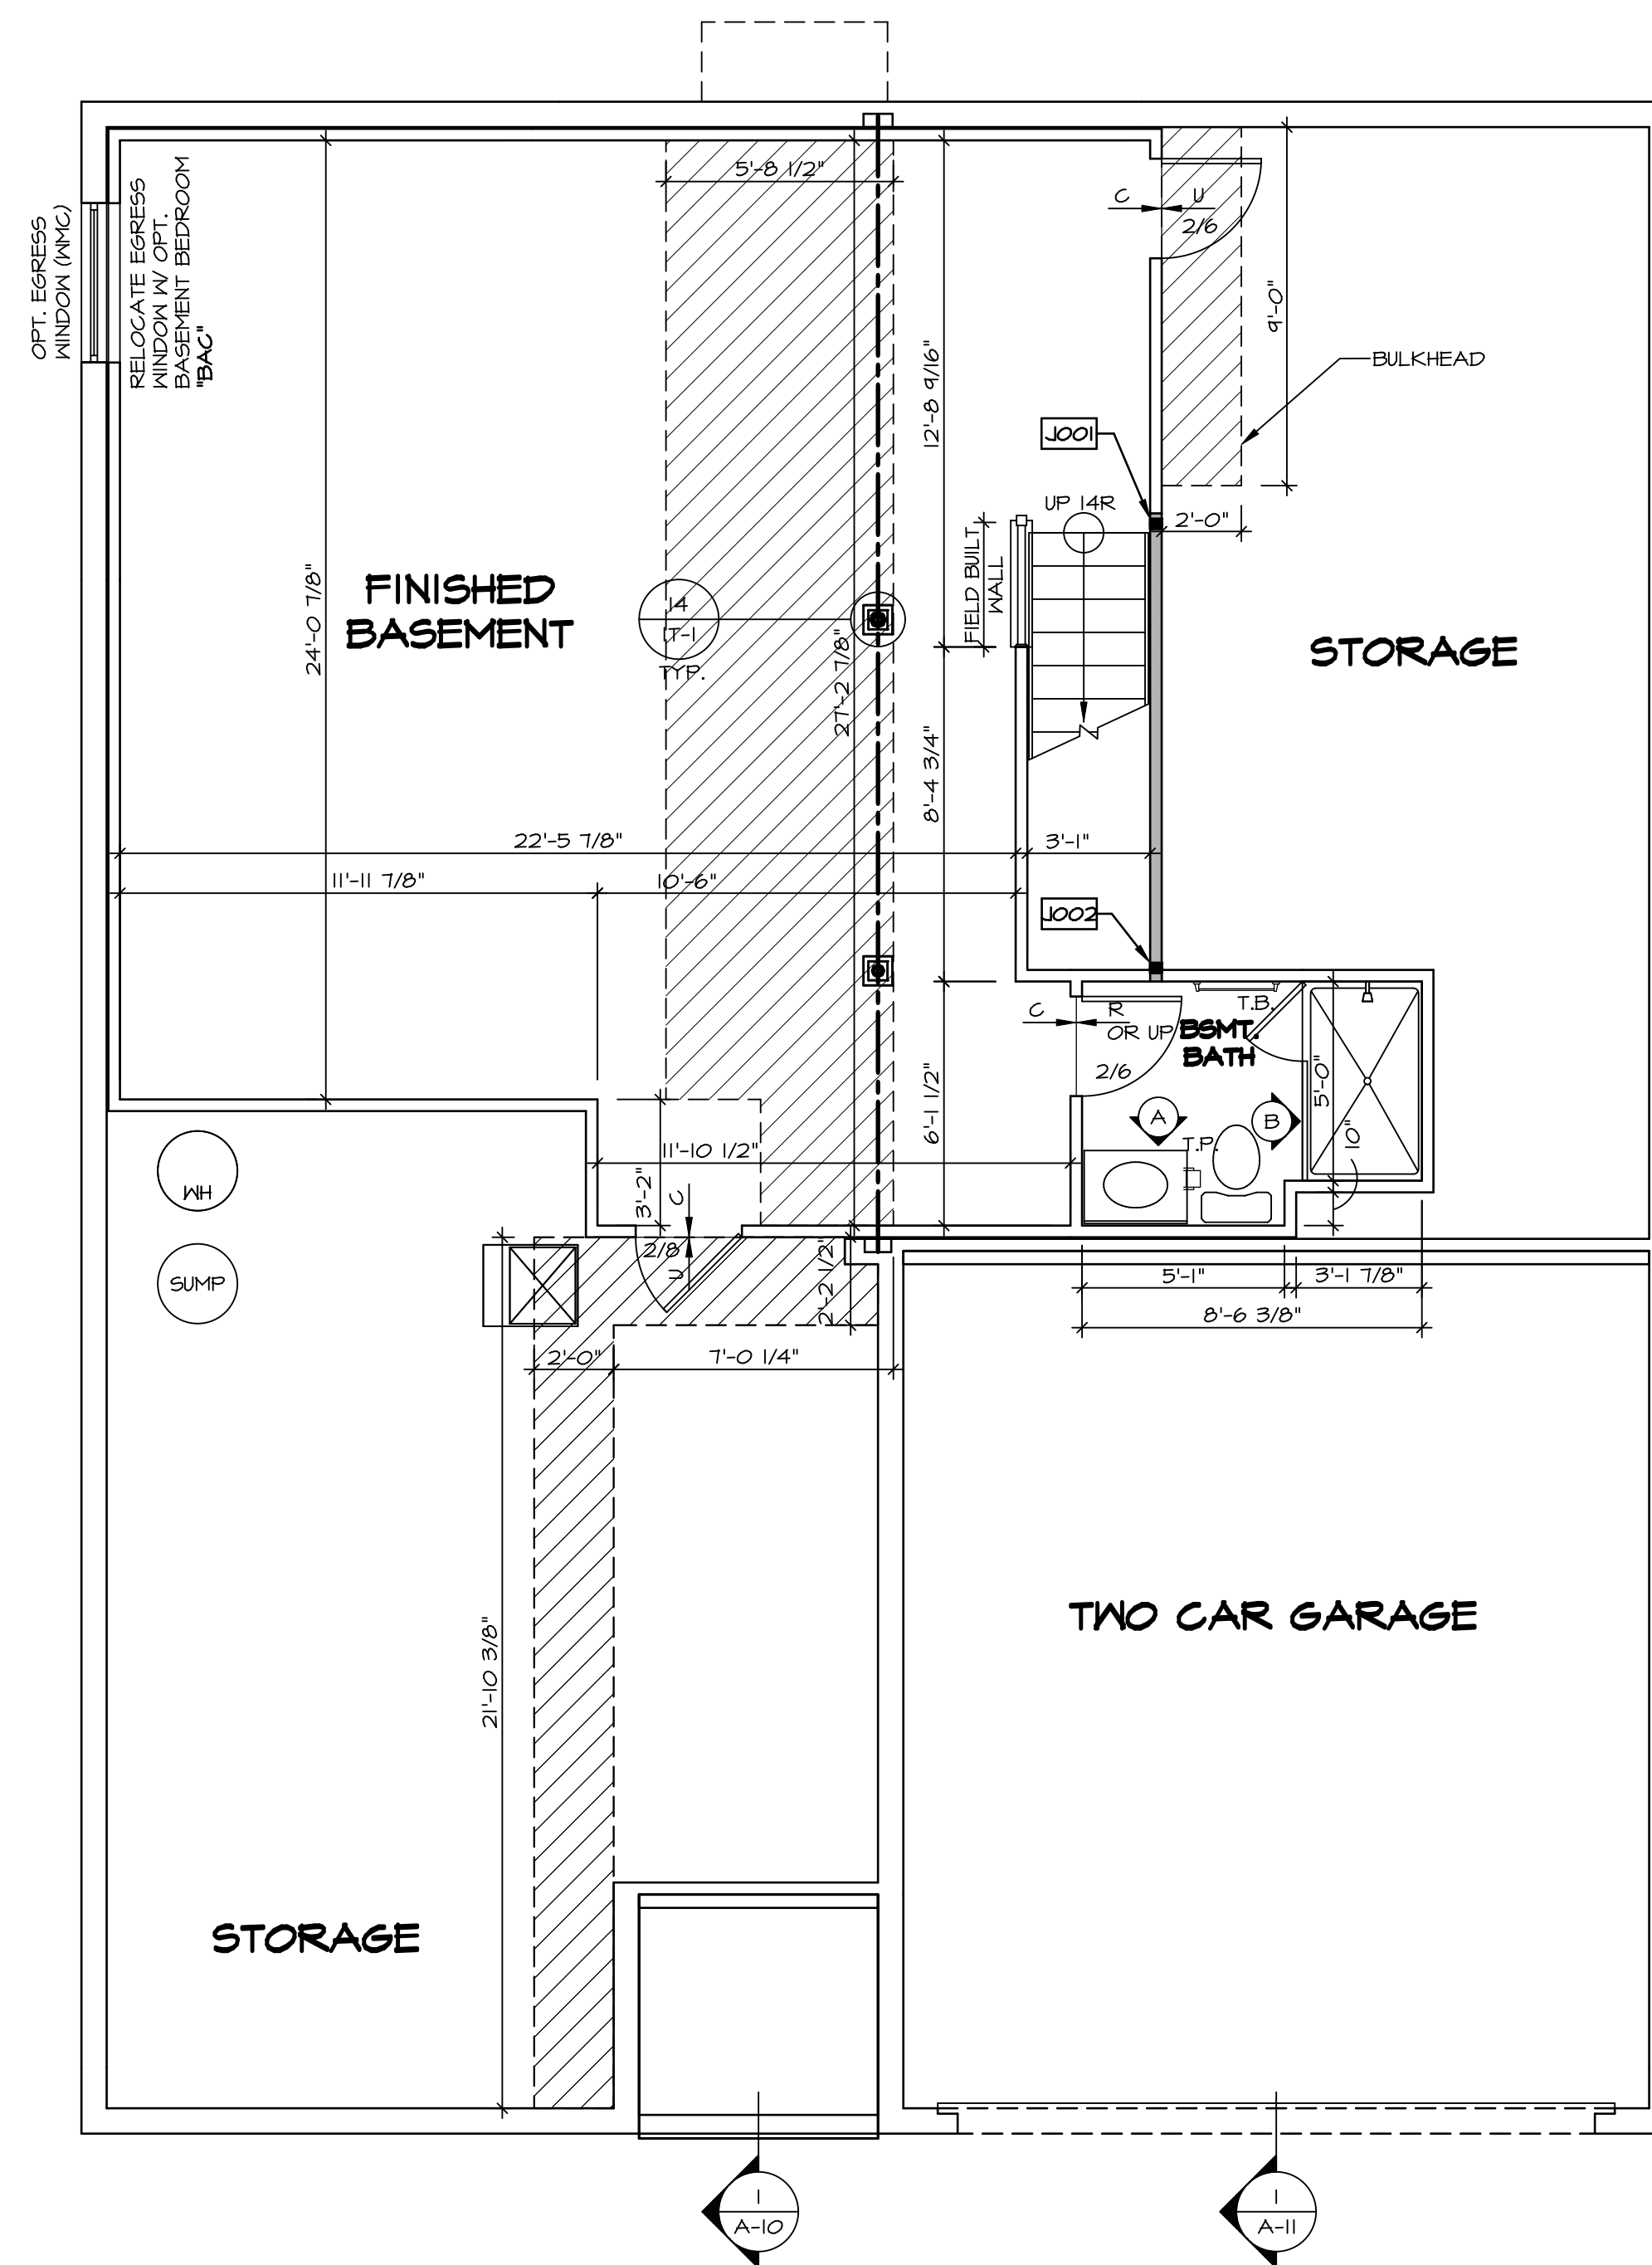 5'-8 1/2"
C
U
2/6
9'-0"
OPT. EGRESS
WINDOW (WMC)
RELOCATE EGRESS
WINDOW W/ OPT.
BASEMENT BEDROOM
"BAC"
12'-8 9/16"
BULKHEAD
J001
UP 14R
2'-0"
FIELD BUILT
WALL
24'-0 7/8"
FINISHED
BASEMENT
14
IT-1
TYP.
27'-2 7/8"
STORAGE
8'-4 3/4"
22'-5 7/8"
3'-1"
11'-11 7/8"
10'-6"
J002
C
R
OR UP
T.B.
BSMT.
BATH
2/6
5'-0"
6'-1 1/2"
A
B
10"
T.P.
11'-10 1/2"
3'-2"
C
WH
2/8
U
SUMP
2'-2 1/2"
5'-1"
3'-1 7/8"
8'-6 3/8"
2'-0"
7'-0 1/4"
21'-10 3/8"
TWO CAR GARAGE
STORAGE
1
A-10
1
A-11